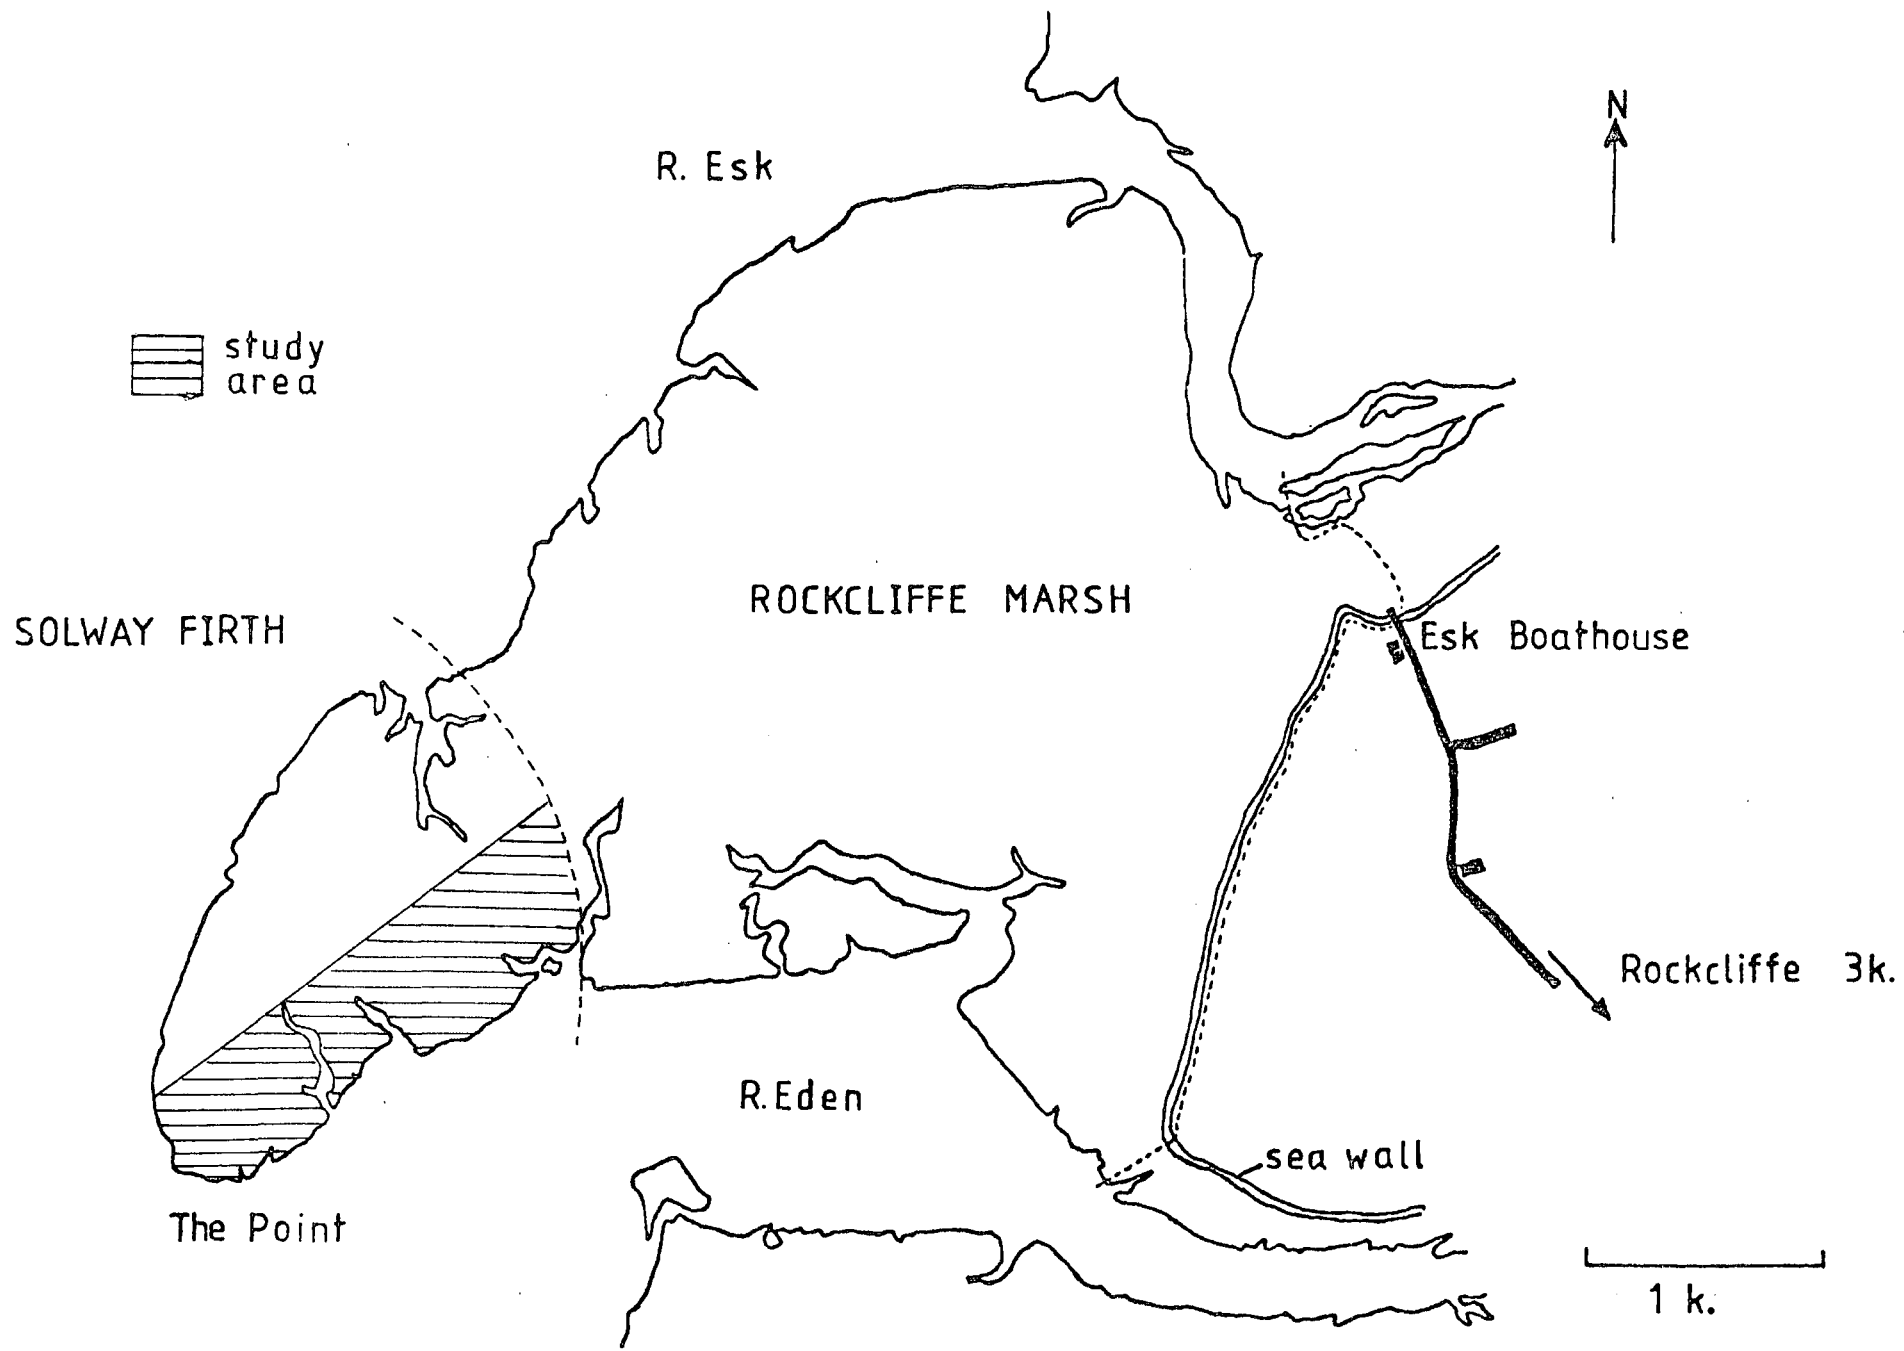 N
R. Esk
study
area
ROCKCLIFFE MARSH
SOLWAY FIRTH
Esk Boathouse
Rockcliffe 3k.
R. Eden
sea wall
The Point
1 k.